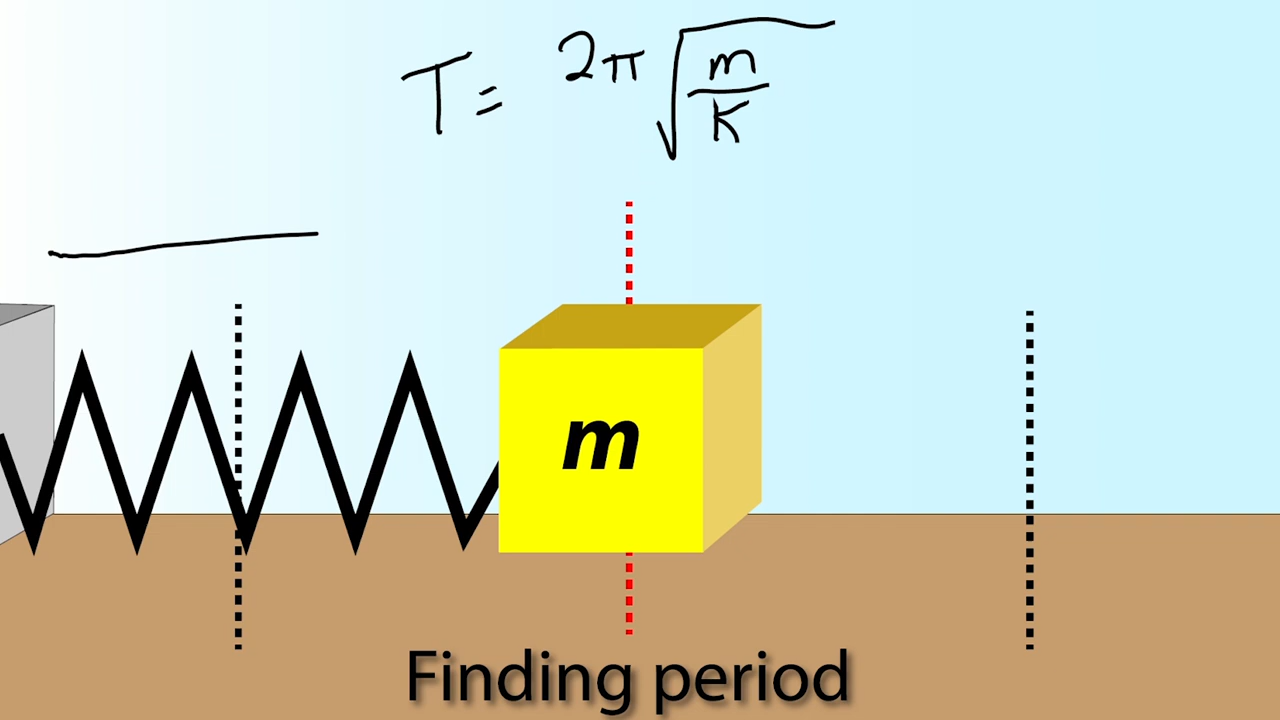 T = 2π √(m/K)
m
Finding period